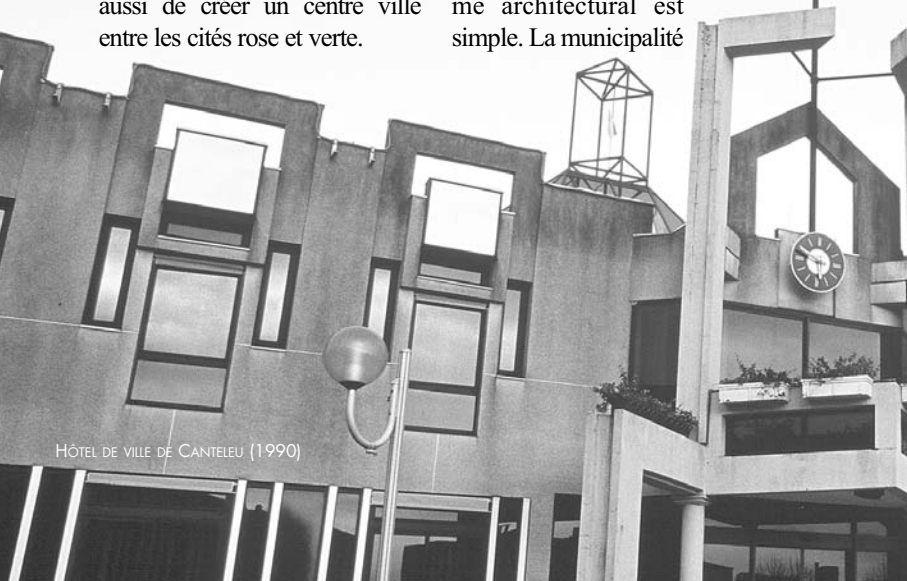 aussi de créer un centre ville
entre les cités rose et verte.
me architectural est
simple. La municipalité
HÔTEL DE VILLE DE CANTELEU (1990)